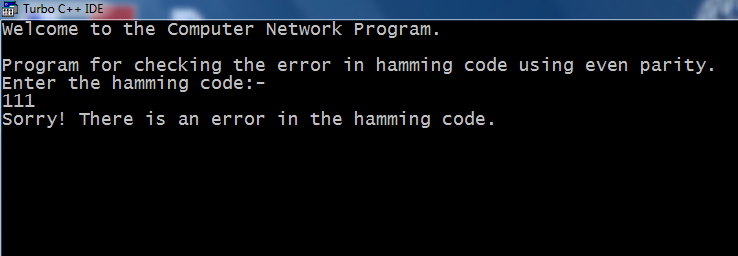 Turbo C++ IDE
Welcome to the Computer Network Program.
Program for checking the error in hamming code using even parity.
Enter the hamming code:-
111
Sorry! There is an error in the hamming code.